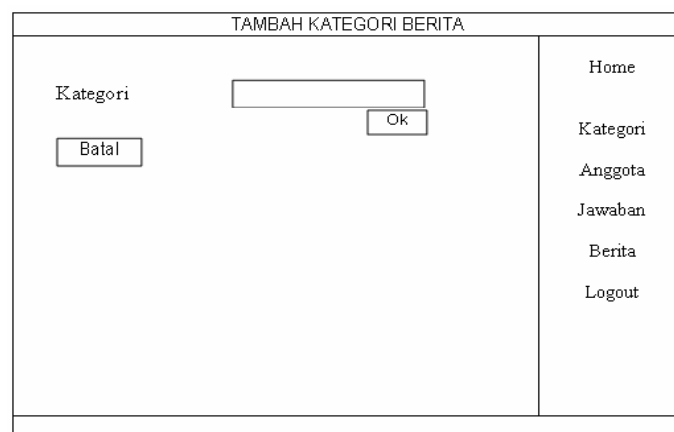 TAMBAH KATEGORI BERITA
Kategori
Ok
Batal
Home
Kategori
Anggota
Jawaban
Berita
Logout